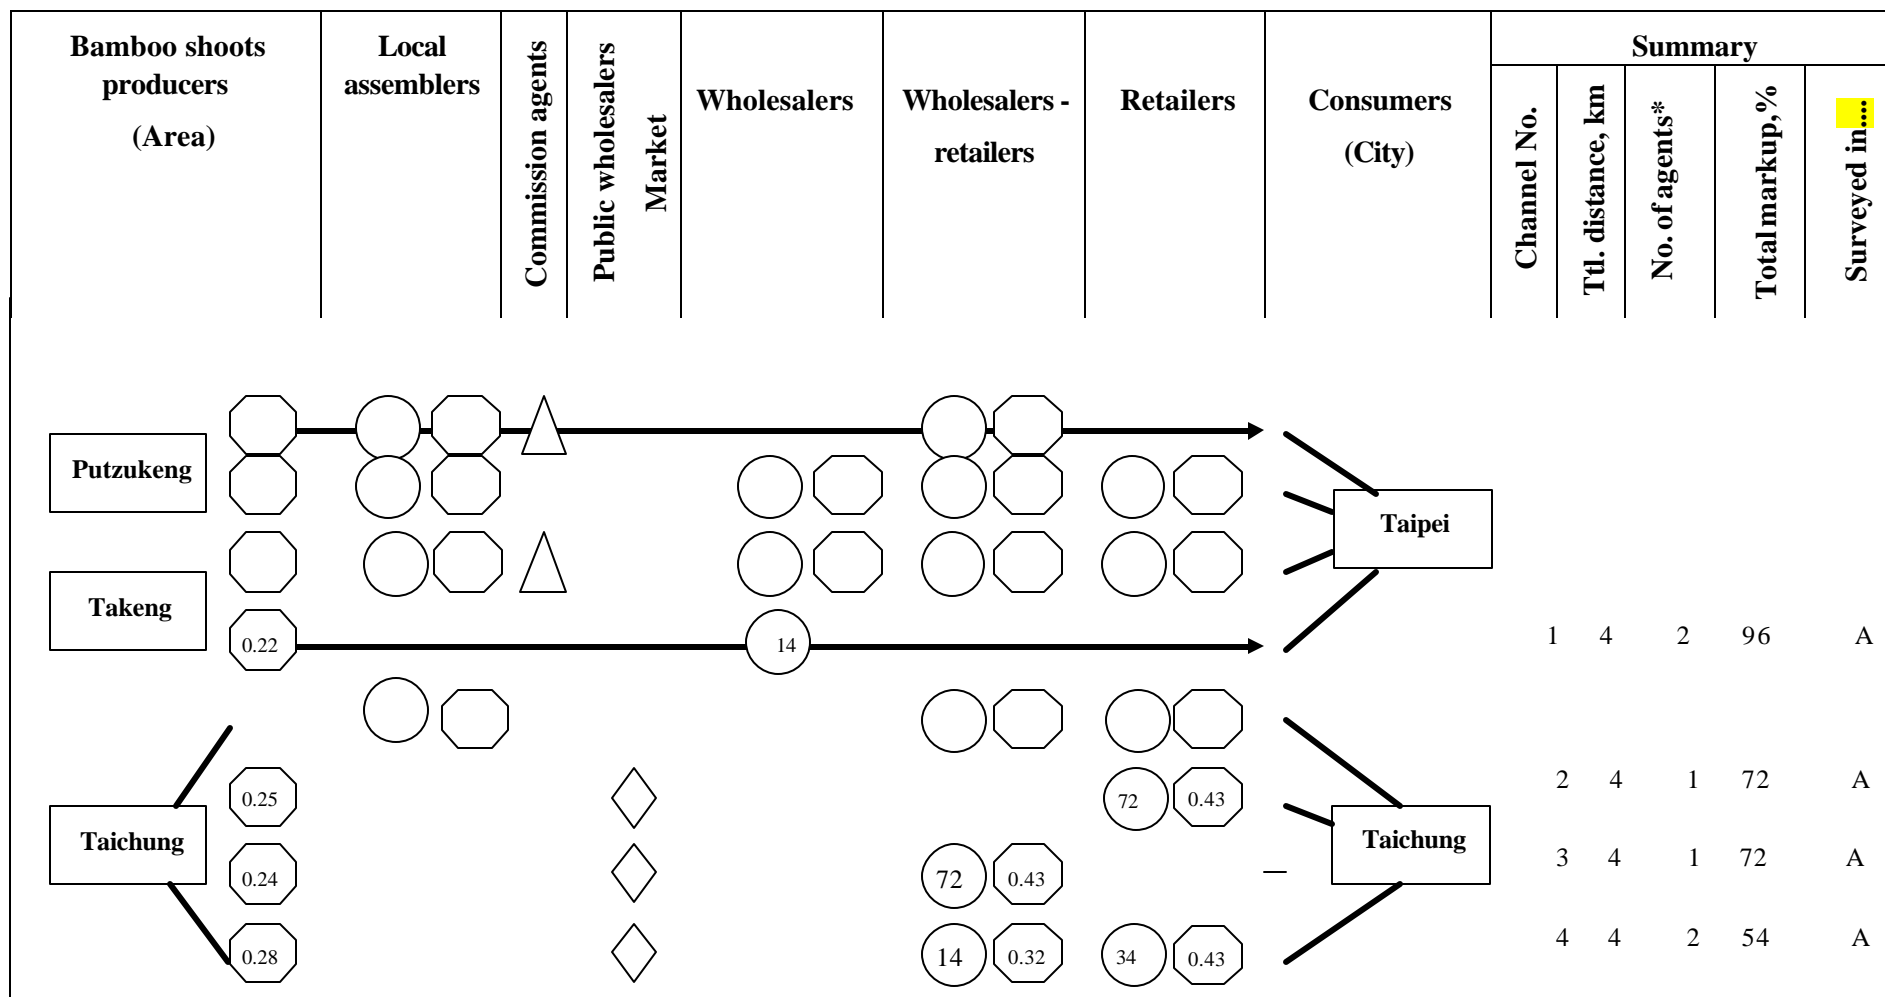 Bamboo shoots
producers
(Area)
Local
assemblers
Commission agents
Public wholesalers
Market
Wholesalers
Wholesalers -
retailers
Retailers
Consumers
(City)
Summary
Channel No.
Ttl. distance, km
No. of agents*
Total markup,%
Surveyed in....
Putzukeng
Taipei
Takeng
0.22 14 1 4 2 96 A
0.25 72 0.43 2 4 1 72 A
Taichung
Taichung
0.24 72 0.43 3 4 1 72 A
0.28 14 0.32 34 0.43 4 4 2 54 A